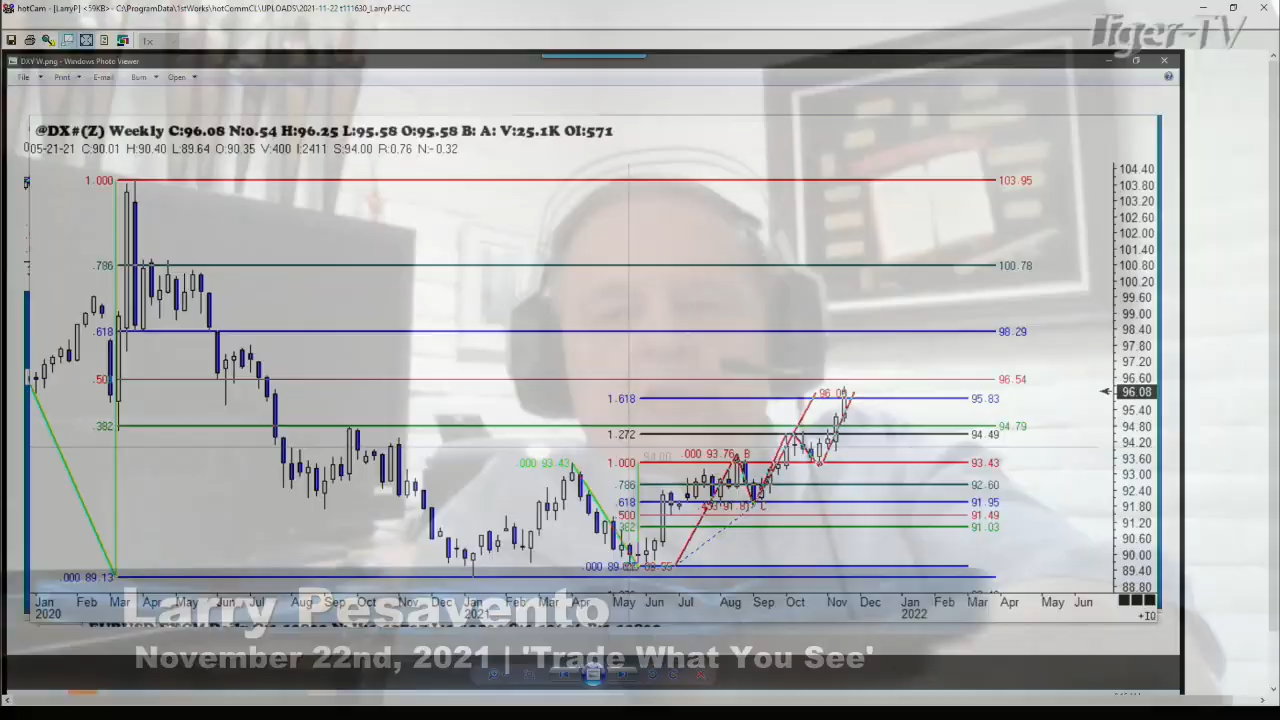 hotCam - [LarryP] <59KB> - C:\ProgramData\1stWorks\hotCommCL\UPLOADS\2021-11-22 t111630_LarryP.HCC
Tiger-TV
1x
DXY W.png - Windows Photo Viewer
File Print E-mail Burn Open
@DX#(Z) Weekly C:96.08 N:0.54 H:96.25 L:95.58 O:95.58 B: A: V:25.1K OI:571
05-21-21 C:90.01 H:90.40 L:89.64 O:90.35 V:400 I:2411 S:94.00 R:0.76 N:-0.32
104.40
1.000 103.95 103.80
103.20
102.60
102.00
101.40
.786 100.78 100.80
100.20
99.60
99.00
.618 98.29 98.40
97.80
97.20
.50 96.54 96.60
96.08
1.618 95.83
95.40
.382 94.79 94.80
1.272 94.49
94.20
.000 93.43 1.000 94.00 .000 93.76 B 93.43 93.60
93.00
.786 92.60
92.40
.618 91.95
91.80
.500 91.49
91.20
.382 91.03
90.60
90.00
.000 89.13
89.40
88.80
Jan Feb Mar Apr May Jun Jul Aug Sep Oct Nov Jan Feb Mar Apr May Jun Jul Aug Sep Oct Nov Dec Jan Feb Mar Apr May Jun
2020 2021 2022
+IQ
Larry Pesavento
November 22nd, 2021 | 'Trade What You See'